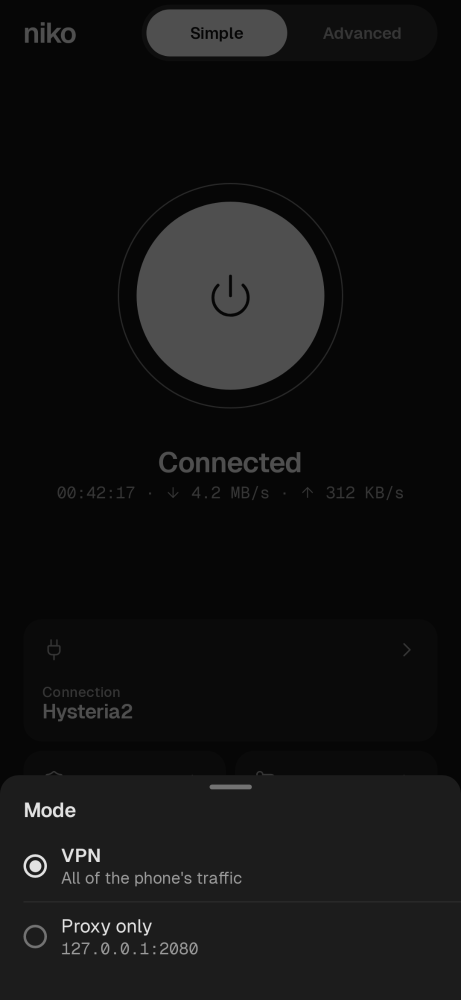 niko
Simple
Advanced
Connected
00:42:17 · ↓ 4.2 MB/s · ↑ 312 KB/s
Connection
Hysteria2
Mode
VPN
All of the phone's traffic
Proxy only
127.0.0.1:2080